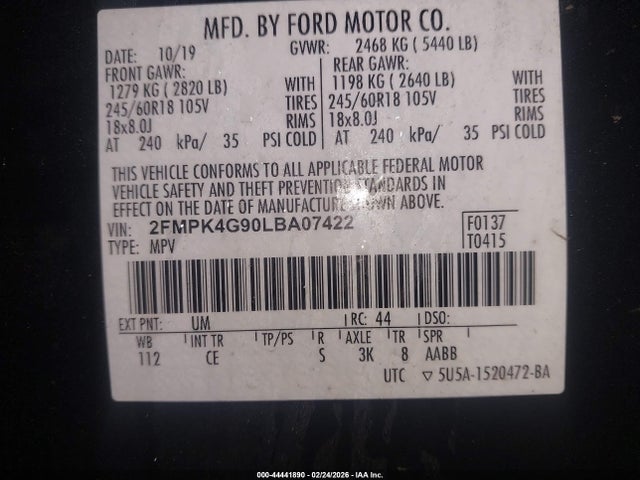 MFD. BY FORD MOTOR CO.
DATE: 10/19 GVWR: 2468 KG ( 5440 LB)
FRONT GAWR: REAR GAWR:
1279 KG ( 2820 LB) WITH 1198 KG ( 2640 LB) WITH
245/60R18 105V TIRES 245/60R18 105V TIRES
18x8.0J RIMS 18x8.0J RIMS
AT 240 kPa/ 35 PSI COLD AT 240 kPa/ 35 PSI COLD
THIS VEHICLE CONFORMS TO ALL APPLICABLE FEDERAL MOTOR
VEHICLE SAFETY AND THEFT PREVENTION STANDARDS IN
EFFECT ON THE DATE OF MANUFACTURE SHOWN ABOVE.
VIN: 2FMPK4G90LBA07422 F0137
TYPE: MPV T0415
EXT PNT: UM RC: 44 DSO:
WB INT TR TP/PS R AXLE TR SPR
112 CE S 3K 8 AABB
UTC ▽ 5U5A-1520472-BA
000-44441890 - 02/24/2026 - IAA Inc.